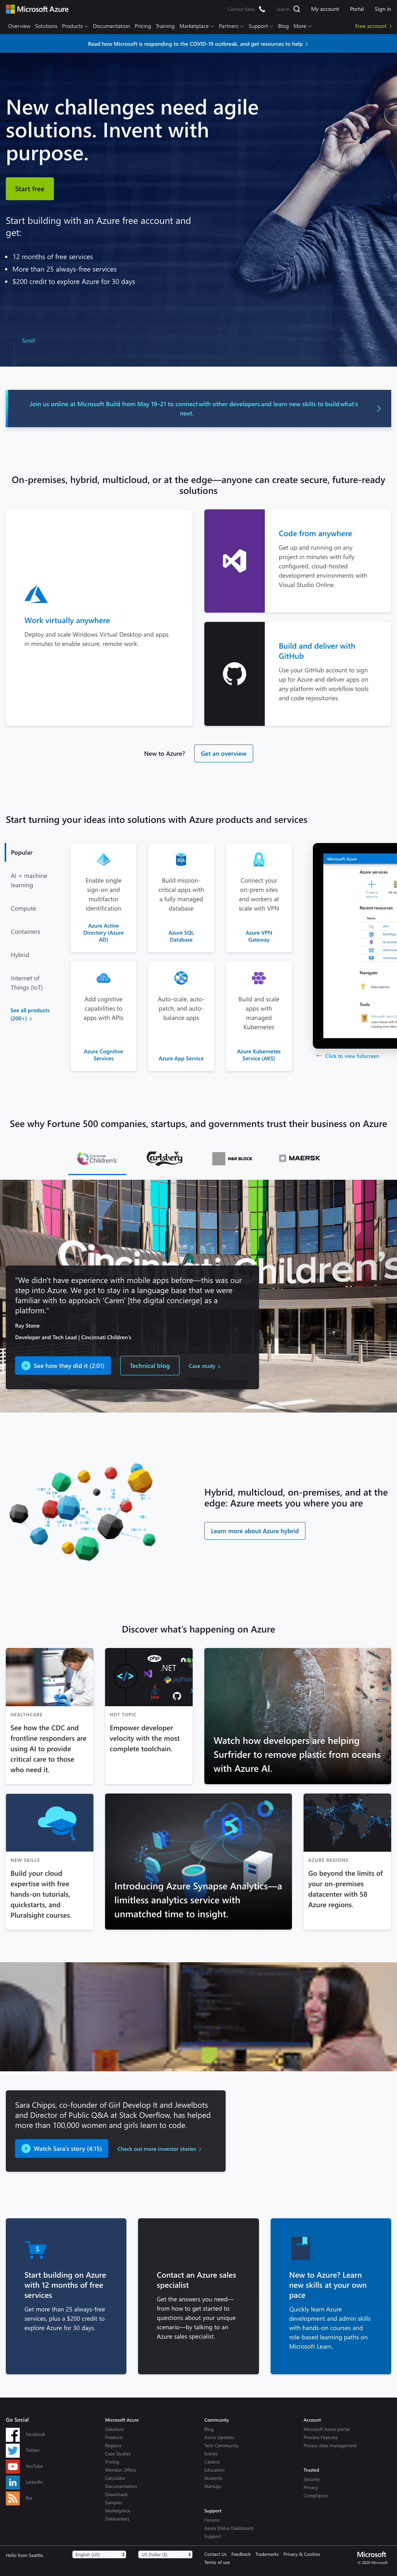 Microsoft Azure
Contact Sales
Search
My account
Portal
Sign in
Overview
Solutions
Products
Documentation
Pricing
Training
Marketplace
Partners
Support
Blog
More
Free account
Read how Microsoft is responding to the COVID-19 outbreak, and get resources to help
New challenges need agile
solutions. Invent with
purpose.
Start free
Start building with an Azure free account and
get:
12 months of free services
More than 25 always-free services
$200 credit to explore Azure for 30 days
Scroll
Join us online at Microsoft Build from May 19–21 to connect with other developers and learn new skills to build what's
next.
On-premises, hybrid, multicloud, or at the edge—anyone can create secure, future-ready
solutions
Work virtually anywhere
Deploy and scale Windows Virtual Desktop and apps
in minutes to enable secure, remote work.
Code from anywhere
Get up and running on any
project in minutes with fully
configured, cloud-hosted
development environments with
Visual Studio Online.
Build and deliver with
GitHub
Use your GitHub account to sign
up for Azure and deploy apps on
any platform with workflow tools
and code repositories.
New to Azure?
Get an overview
Start turning your ideas into solutions with Azure products and services
Popular
AI + machine
learning
Compute
Containers
Hybrid
Internet of
Things (IoT)
See all products
(200+)
Enable single
sign-on and
multifactor
identification
Azure Active
Directory (Azure
AD)
SQL
Build mission-
critical apps with
a fully managed
database
Azure SQL
Database
Connect your
on-prem sites
and workers at
scale with VPN
Azure VPN
Gateway
Add cognitive
capabilities to
apps with APIs
Azure Cognitive
Services
Auto-scale, auto-
patch, and auto-
balance apps
Azure App Service
Build and scale
apps with
managed
Kubernetes
Azure Kubernetes
Service (AKS)
Microsoft Azure
Azure services
Create a
resource
Recent resources
Name
Navigate
Subscriptions
Tools
Click to view fullscreen
See why Fortune 500 companies, startups, and governments trust their business on Azure
Cincinnati
Children's
Carlsberg
H&R BLOCK
MAERSK
Cincinnati Children's
"We didn't have experience with mobile apps before—this was our
step into Azure. We got to stay in a language base that we were
familiar with to approach 'Caren' [the digital concierge] as a
platform."
Ray Stone
Developer and Tech Lead | Cincinnati Children's
See how they did it (2:01)
Technical blog
Case study
Hybrid, multicloud, on-premises, and at the
edge: Azure meets you where you are
Learn more about Azure hybrid
Discover what's happening on Azure
HEALTHCARE
See how the CDC and
frontline responders are
using AI to provide
critical care to those
who need it.
php
.NET
python
Java
HOT TOPIC
Empower developer
velocity with the most
complete toolchain.
Watch how developers are helping
Surfrider to remove plastic from oceans
with Azure AI.
NEW SKILLS
Build your cloud
expertise with free
hands-on tutorials,
quickstarts, and
Pluralsight courses.
Introducing Azure Synapse Analytics—a
limitless analytics service with
unmatched time to insight.
AZURE REGIONS
Go beyond the limits of
your on-premises
datacenter with 58
Azure regions.
Sara Chipps, co-founder of Girl Develop It and Jewelbots
and Director of Public Q&A at Stack Overflow, has helped
more than 100,000 women and girls learn to code.
Watch Sara's story (4:15)
Check out more inventor stories
$
Start building on Azure
with 12 months of free
services
Get more than 25 always-free
services, plus a $200 credit to
explore Azure for 30 days.
Contact an Azure sales
specialist
Get the answers you need—
from how to get started to
questions about your unique
scenario—by talking to an
Azure sales specialist.
New to Azure? Learn
new skills at your own
pace
Quickly learn Azure
development and admin skills
with hands-on courses and
role-based learning paths on
Microsoft Learn.
Go Social
Facebook
Twitter
YouTube
LinkedIn
Rss
Microsoft Azure
Solutions
Products
Regions
Case Studies
Pricing
Member Offers
Calculator
Documentation
Downloads
Samples
Marketplace
Datacenters
Community
Blog
Azure Updates
Tech Community
Events
Careers
Education
Students
Startups
Support
Forums
Azure Status Dashboard
Support
Account
Microsoft Azure portal
Preview Features
Privacy data management
Trusted
Security
Privacy
Compliance
Hello from Seattle.
English (US)
US Dollar ($)
Contact Us
Feedback
Trademarks
Privacy & Cookies
Terms of use
Microsoft
© 2020 Microsoft